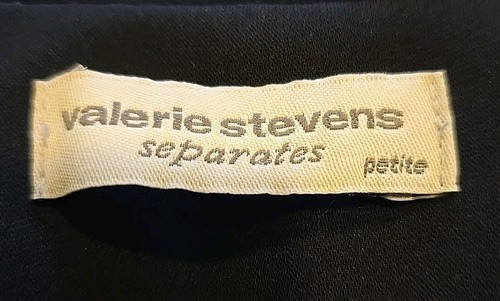 valerie stevens
separates
petite